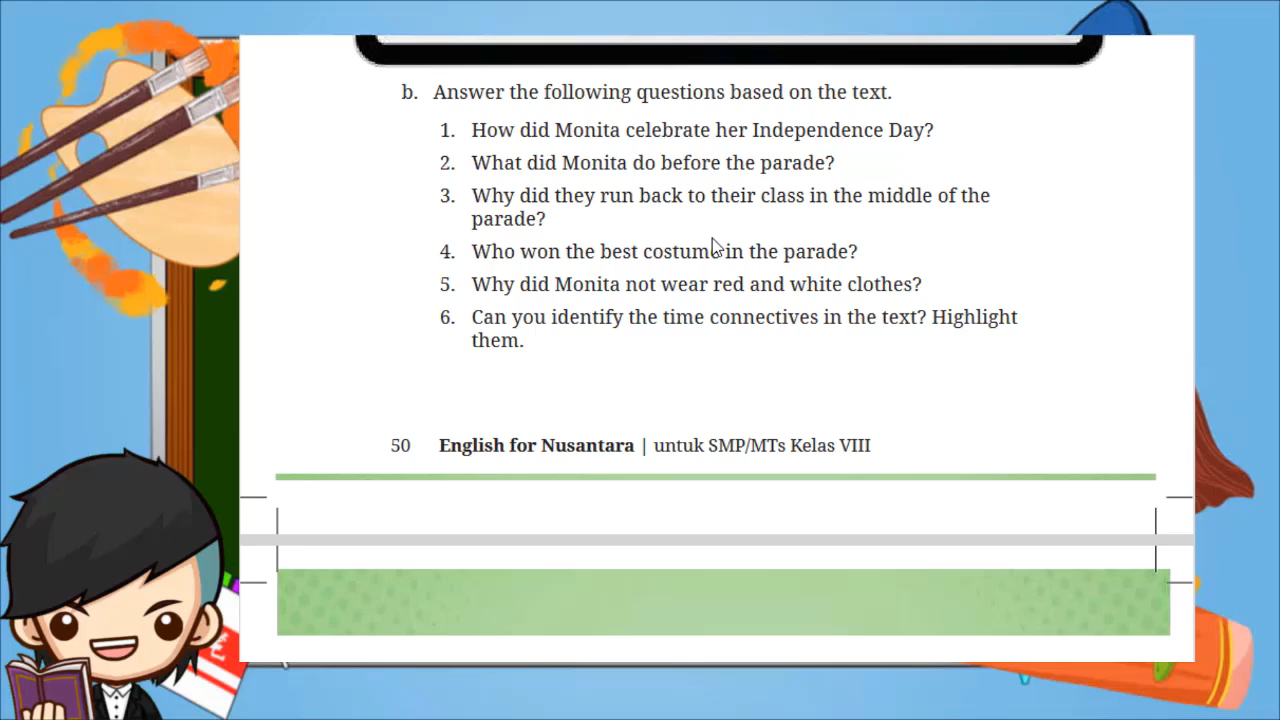 b. Answer the following questions based on the text.
1. How did Monita celebrate her Independence Day?
2. What did Monita do before the parade?
3. Why did they run back to their class in the middle of the
parade?
4. Who won the best costume in the parade?
5. Why did Monita not wear red and white clothes?
6. Can you identify the time connectives in the text? Highlight
them.
50 English for Nusantara | untuk SMP/MTs Kelas VIII